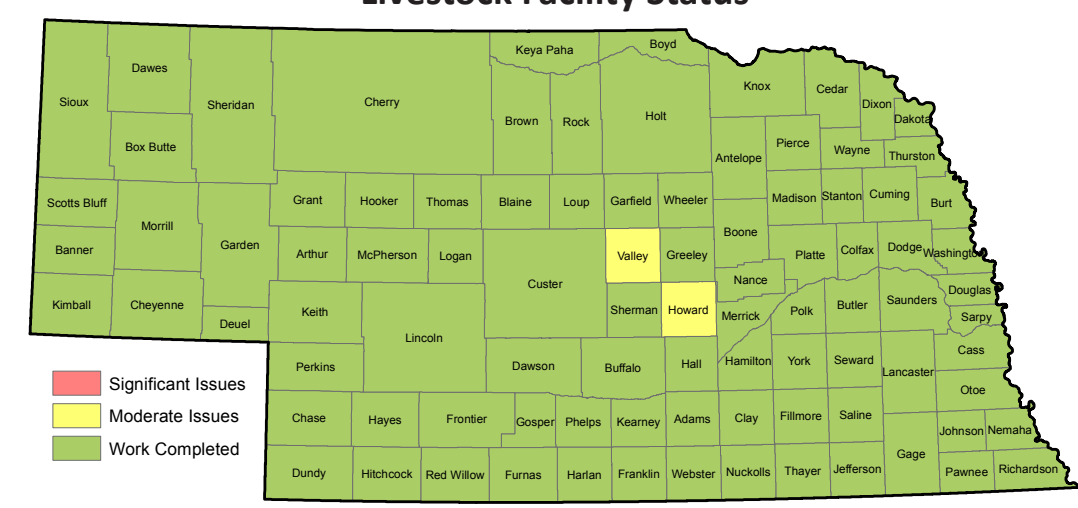 Livestock Facility Status
Keya Paha
Boyd
Dawes
Sioux
Sheridan
Cherry
Knox
Cedar
Dixon
Dakota
Brown
Rock
Holt
Box Butte
Antelope
Pierce
Wayne
Thurston
Scotts Bluff
Morrill
Garden
Grant
Hooker
Thomas
Blaine
Loup
Garfield
Wheeler
Madison
Stanton
Cuming
Burt
Banner
Arthur
McPherson
Logan
Custer
Valley
Greeley
Boone
Platte
Colfax
Dodge
Washington
Kimball
Cheyenne
Deuel
Keith
Lincoln
Sherman
Howard
Nance
Merrick
Polk
Butler
Saunders
Douglas
Sarpy
Perkins
Dawson
Buffalo
Hall
Hamilton
York
Seward
Lancaster
Cass
Otoe
Significant Issues
Moderate Issues
Work Completed
Chase
Hayes
Frontier
Gosper
Phelps
Kearney
Adams
Clay
Fillmore
Saline
Gage
Johnson
Nemaha
Dundy
Hitchcock
Red Willow
Furnas
Harlan
Franklin
Webster
Nuckolls
Thayer
Jefferson
Pawnee
Richardson